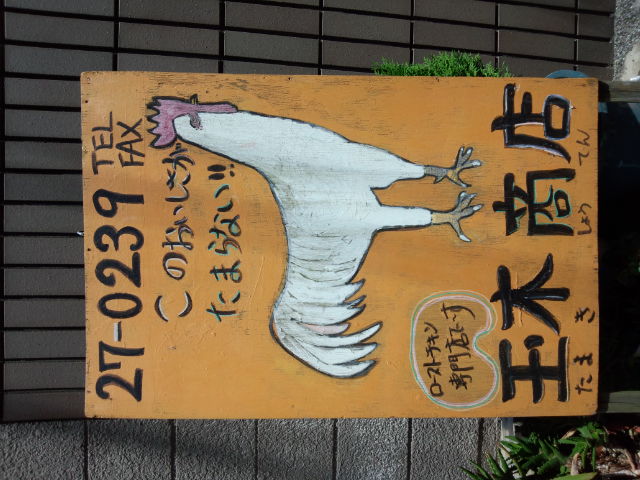 27-0239 TEL
FAX
このおいしさが
たまらない!!
ローストチキン
専門店でーす
玉木商店
たまき しょうてん